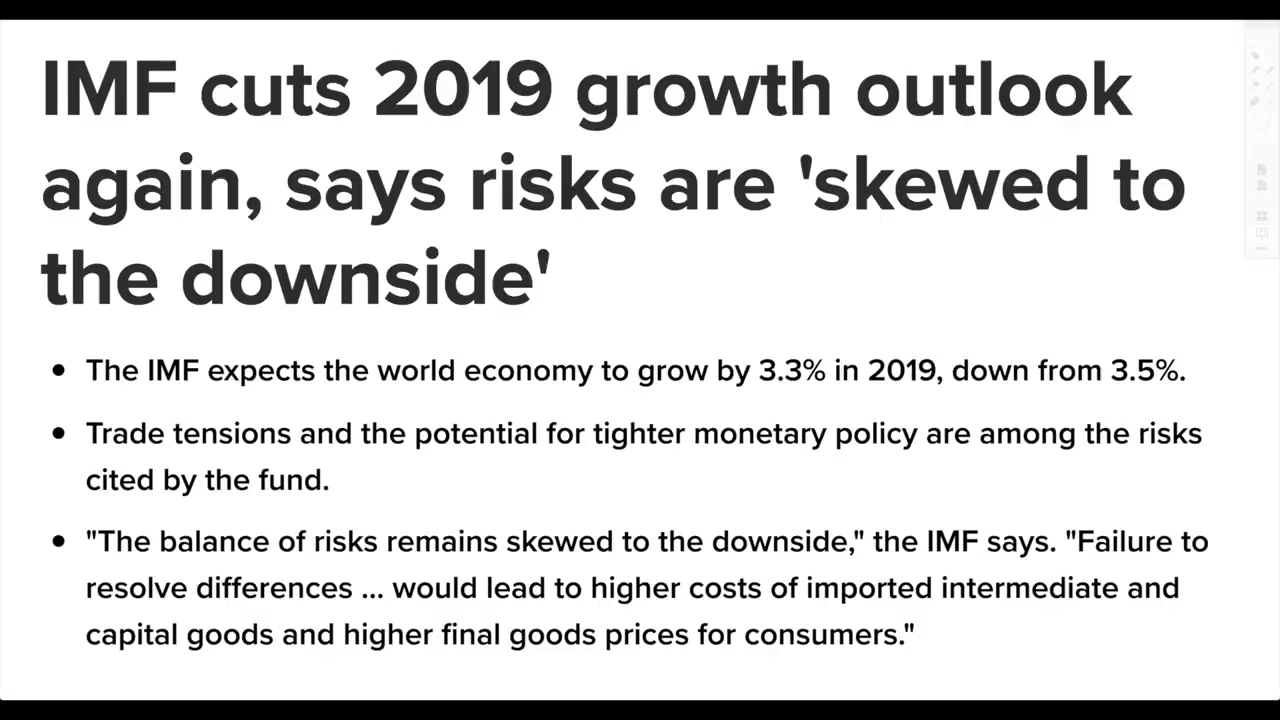 IMF cuts 2019 growth outlook
again, says risks are 'skewed to
the downside'
• The IMF expects the world economy to grow by 3.3% in 2019, down from 3.5%.
• Trade tensions and the potential for tighter monetary policy are among the risks
cited by the fund.
• "The balance of risks remains skewed to the downside," the IMF says. "Failure to
resolve differences ... would lead to higher costs of imported intermediate and
capital goods and higher final goods prices for consumers."